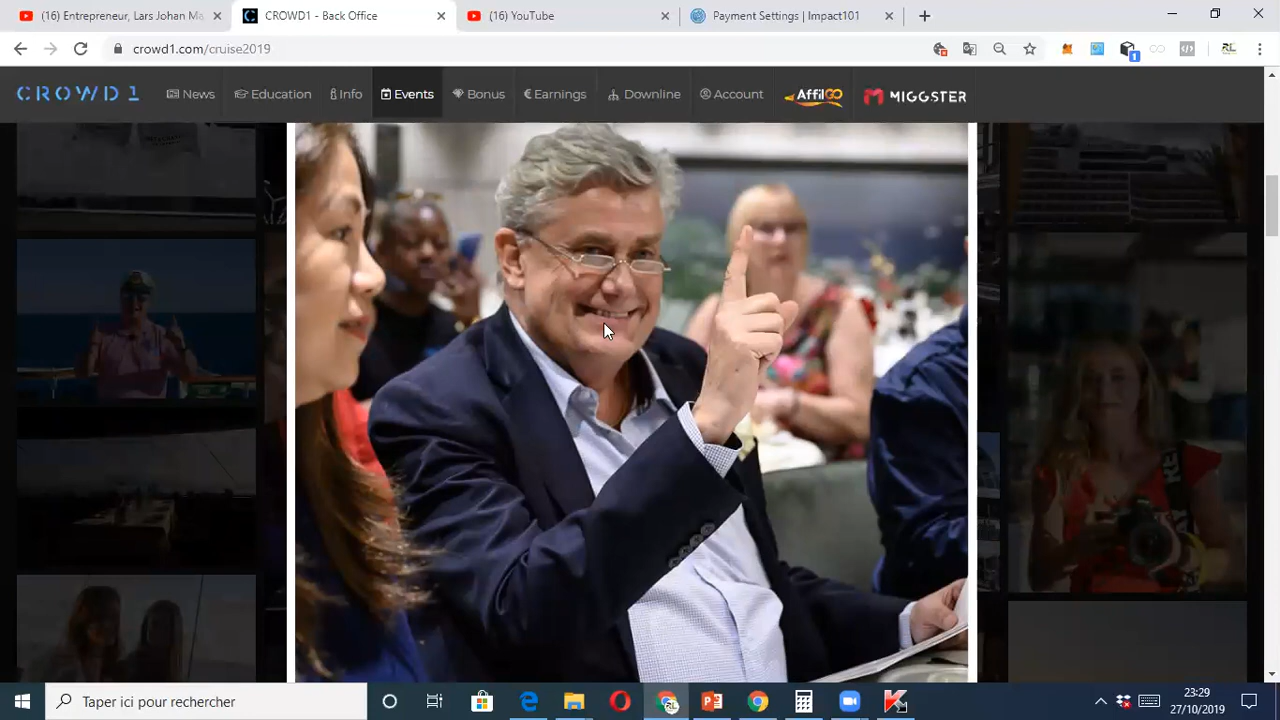 (16) Entrepreneur, Lars Johan Ma
CROWD1 - Back Office
(16) YouTube
Payment Settings | Impact101
crowd1.com/cruise2019
1
CROWD1
News
Education
Info
Events
Bonus
€ Earnings
Downline
Account
AffilGO
MIGGSTER
Taper ici pour rechercher
23:29
27/10/2019